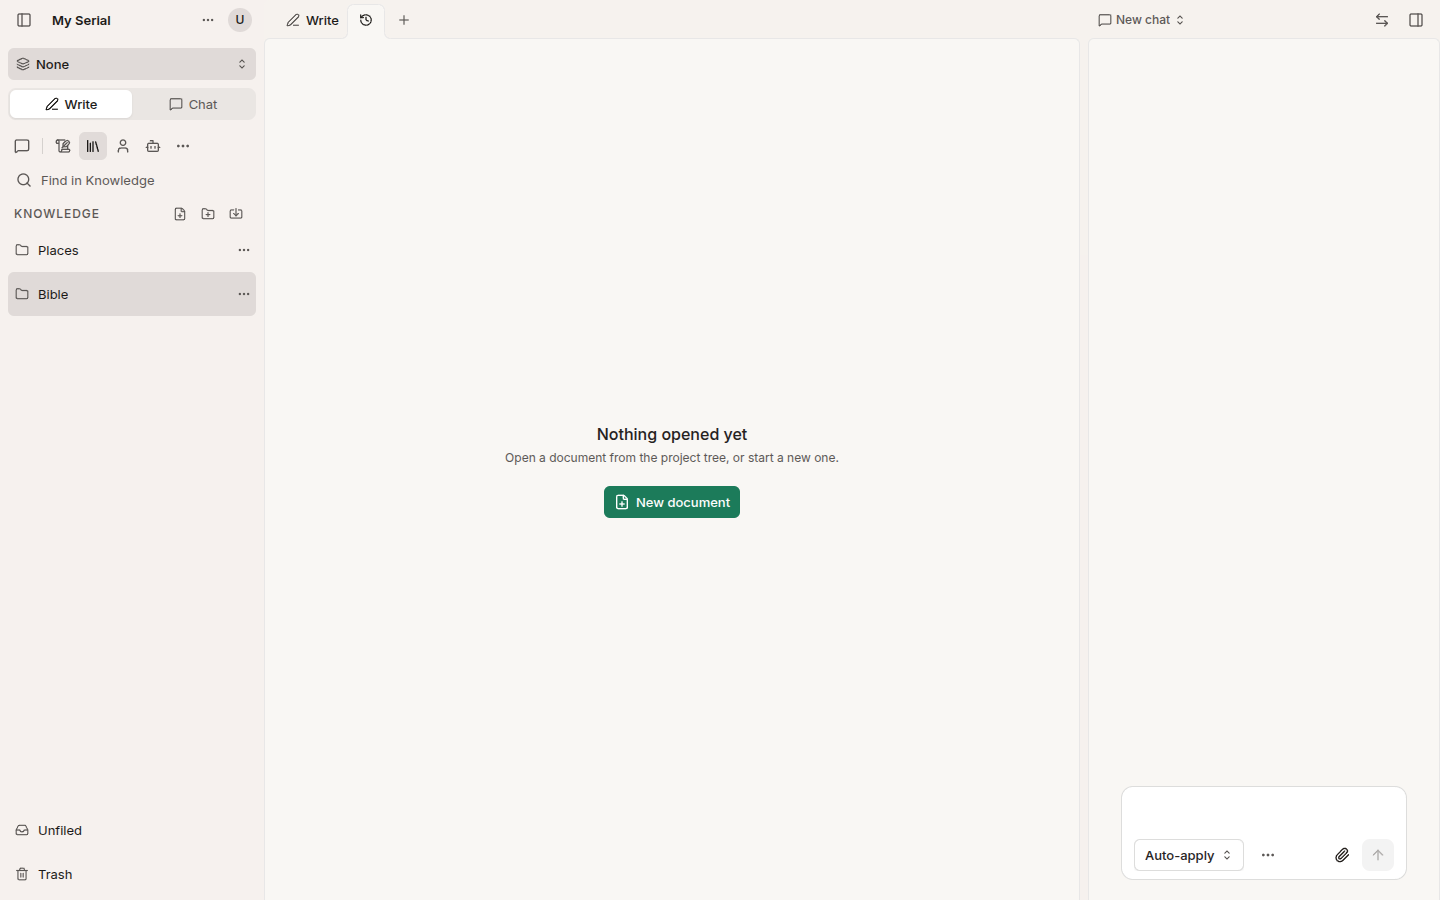 My Serial
U
None
Write
Chat
Find in Knowledge
KNOWLEDGE
Places
Bible
Unfiled
Trash
Write
Nothing opened yet
Open a document from the project tree, or start a new one.
New document
New chat
Auto-apply